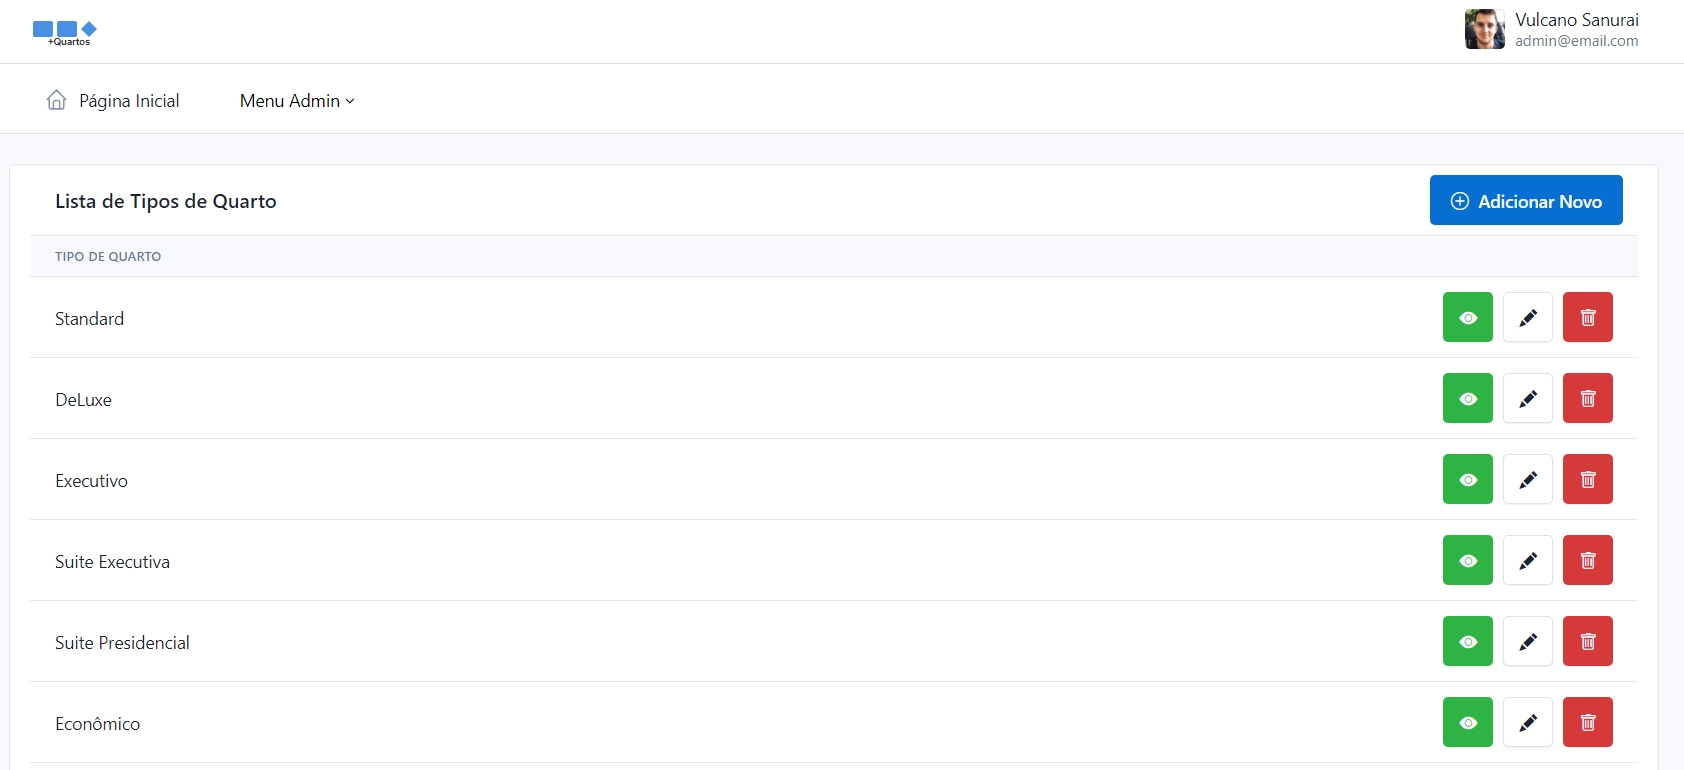 +Quartos
Vulcano Sanurai
admin@email.com
Página Inicial
Menu Admin
Lista de Tipos de Quarto
Adicionar Novo
TIPO DE QUARTO
Standard
DeLuxe
Executivo
Suite Executiva
Suite Presidencial
Econômico